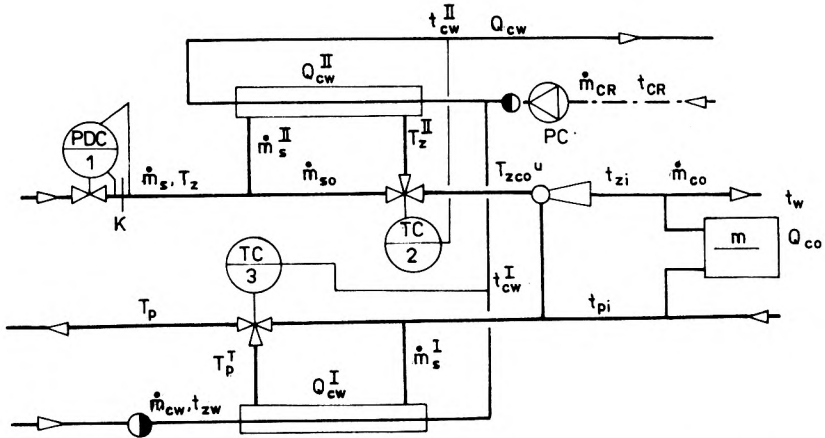 t_cw^II Q_cw
Q_cw^II
ṁ_CR t_CR
PC
PDC
1
ṁ_s, T_z
K
ṁ_s^II
ṁ_so
T_z^II
T_zco^u
t_zi
ṁ_co
t_w
TC
2
m
Q_co
TC
3
t_cw^I
T_p
t_pi
T_p^T
Q_cw^I
ṁ_s^I
ṁ_cw, t_zw